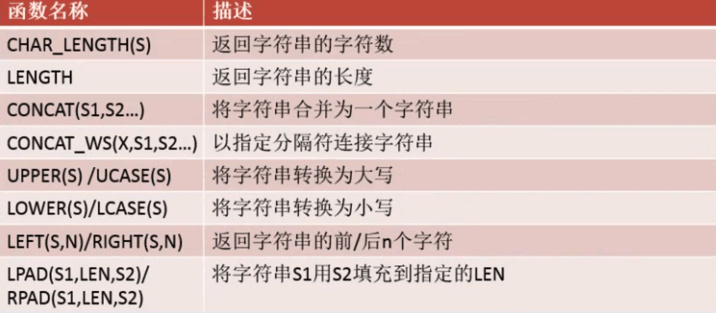 函数名称 描述
CHAR_LENGTH(S) 返回字符串的字符数
LENGTH 返回字符串的长度
CONCAT(S1,S2...) 将字符串合并为一个字符串
CONCAT_WS(X,S1,S2...) 以指定分隔符连接字符串
UPPER(S) /UCASE(S) 将字符串转换为大写
LOWER(S)/LCASE(S) 将字符串转换为小写
LEFT(S,N)/RIGHT(S,N) 返回字符串的前/后n个字符
LPAD(S1,LEN,S2)/ 将字符串S1用S2填充到指定的LEN
RPAD(S1,LEN,S2)